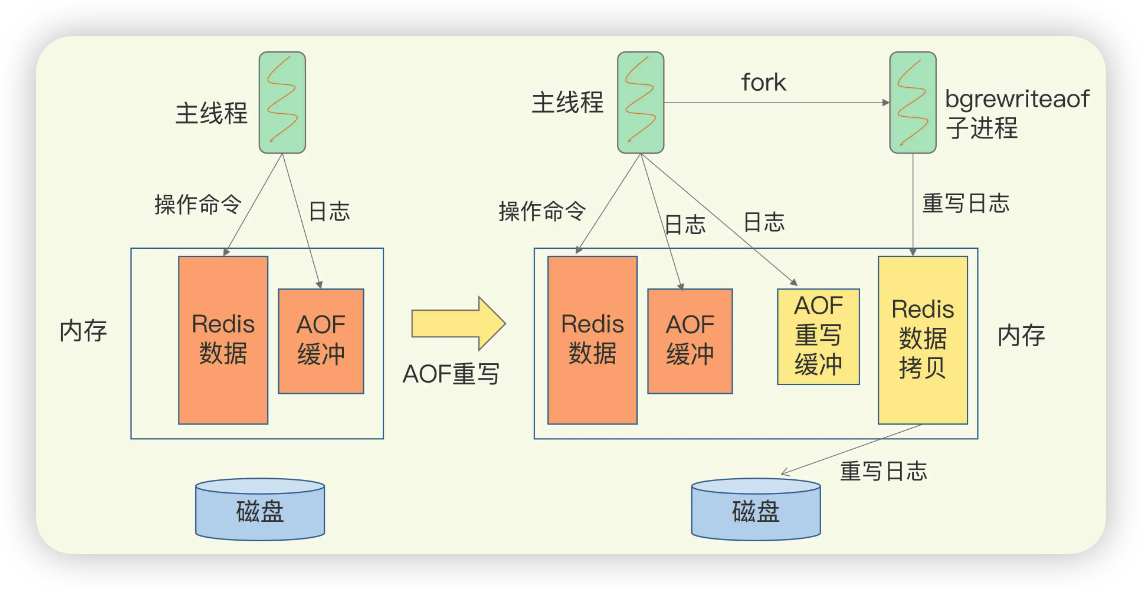 主线程
操作命令
日志
内存
Redis
数据
AOF
缓冲
磁盘
AOF重写
主线程
fork
bgrewriteaof
子进程
操作命令
日志
日志
重写日志
Redis
数据
AOF
缓冲
AOF
重写
缓冲
Redis
数据
拷贝
内存
重写日志
磁盘